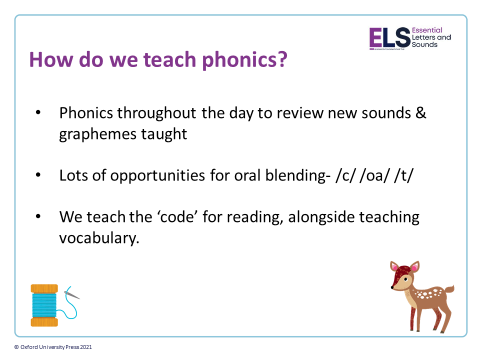 ELS Essential
Letters and
Sounds
How do we teach phonics?
• Phonics throughout the day to review new sounds &
graphemes taught
• Lots of opportunities for oral blending- /c/ /oa/ /t/
• We teach the ‘code’ for reading, alongside teaching
vocabulary.
© Oxford University Press 2021